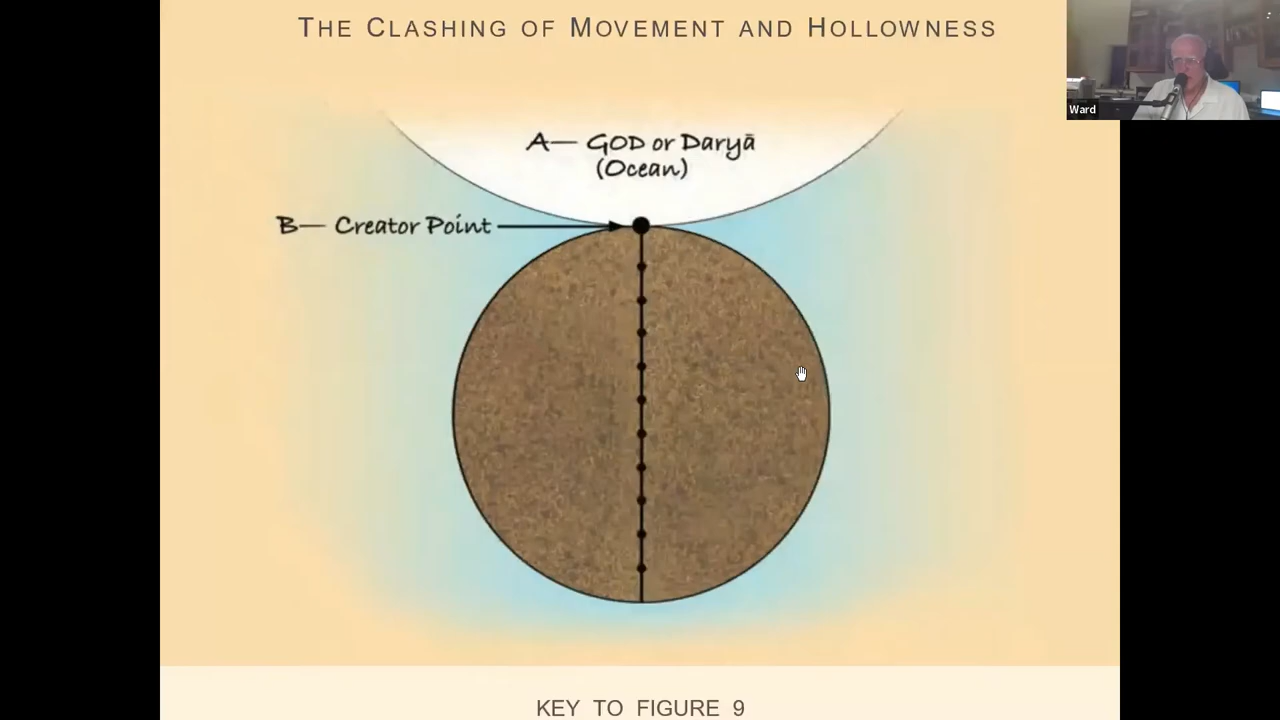 THE CLASHING OF MOVEMENT AND HOLLOWNESS
Ward
A— GOD or Daryā
(Ocean)
B— Creator Point
KEY TO FIGURE 9